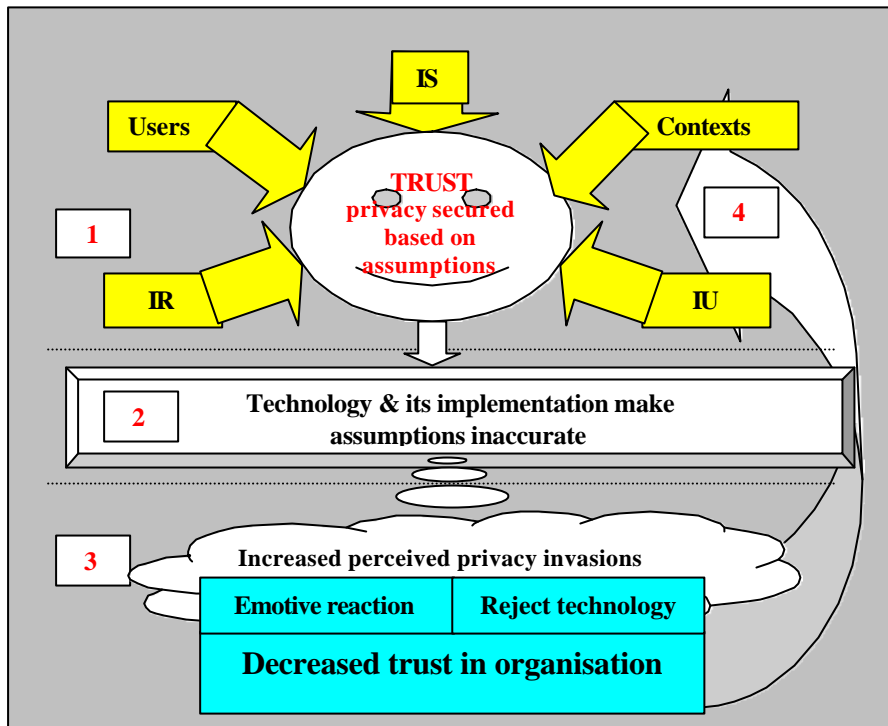 IS
Users
Contexts
TRUST
privacy secured
based on
assumptions
1
4
IR
IU
2
Technology & its implementation make
assumptions inaccurate
3
Increased perceived privacy invasions
Emotive reaction
Reject technology
Decreased trust in organisation